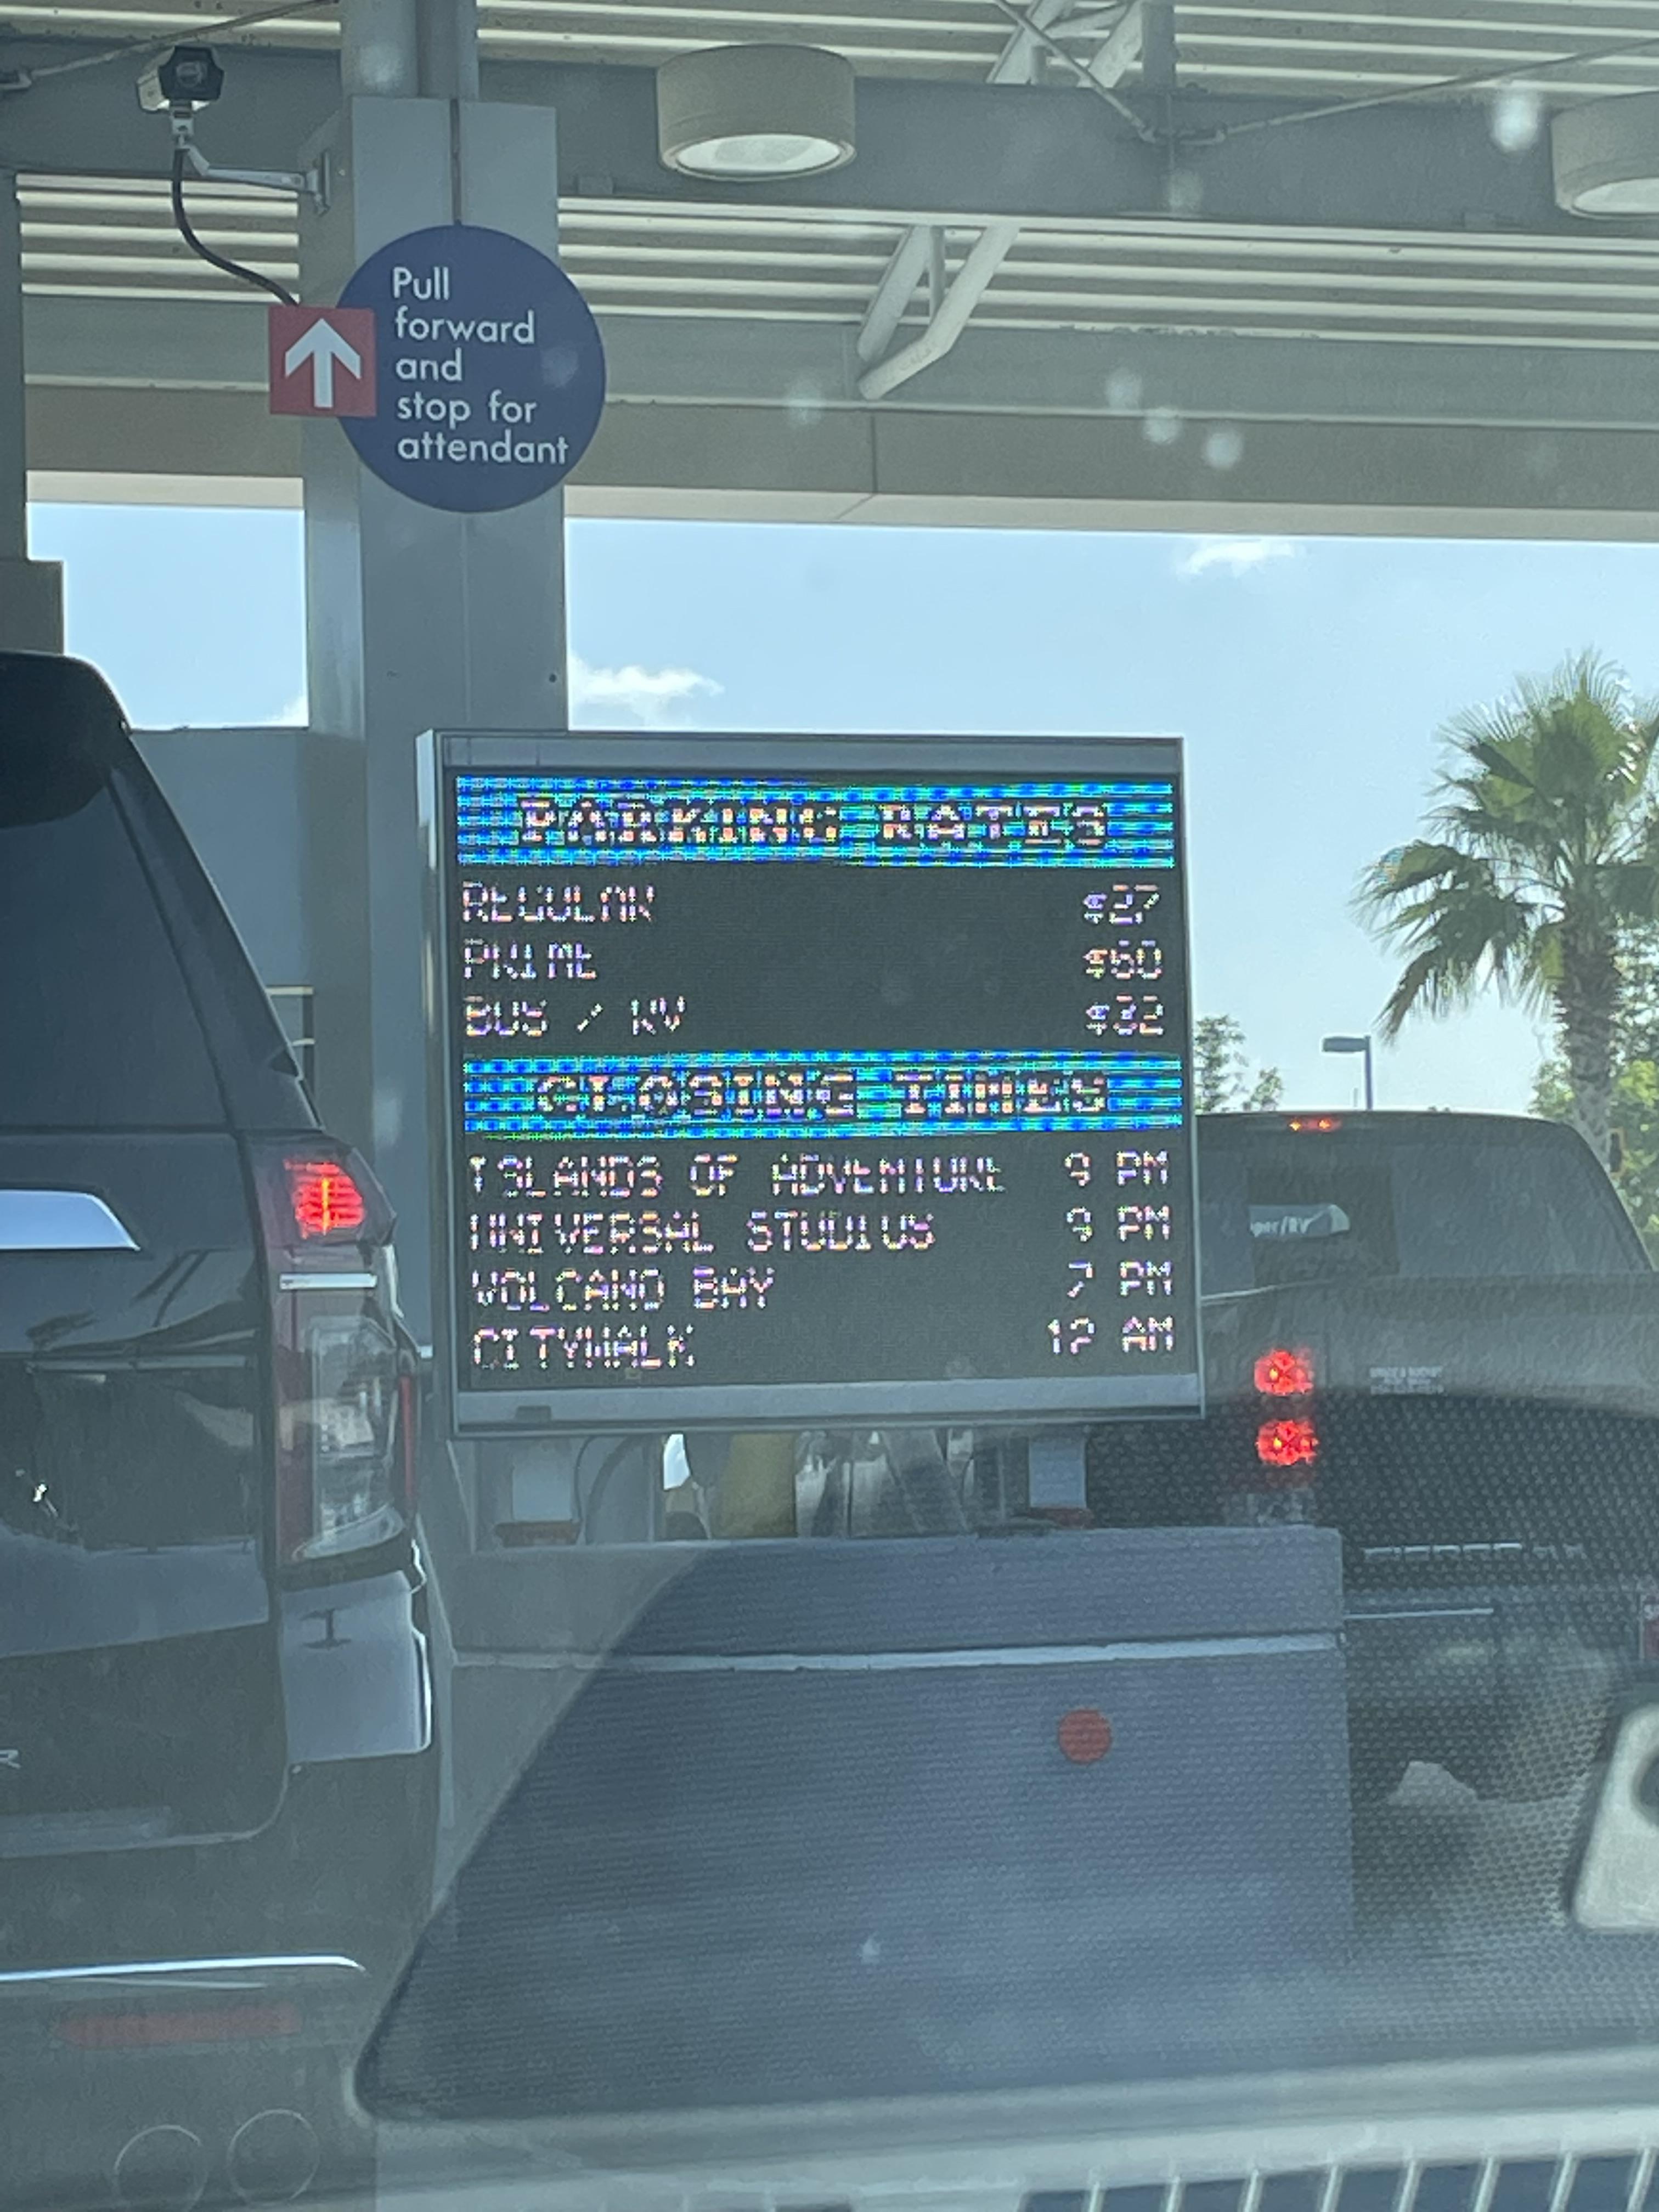 Pull
forward
and
stop for
attendant
PARKING RATES
REGULAR $27
PRIME $60
BUS / RV $32
CLOSING TIMES
ISLANDS OF ADVENTURE 9 PM
UNIVERSAL STUDIOS 9 PM
VOLCANO BAY 7 PM
CITYWALK 12 AM